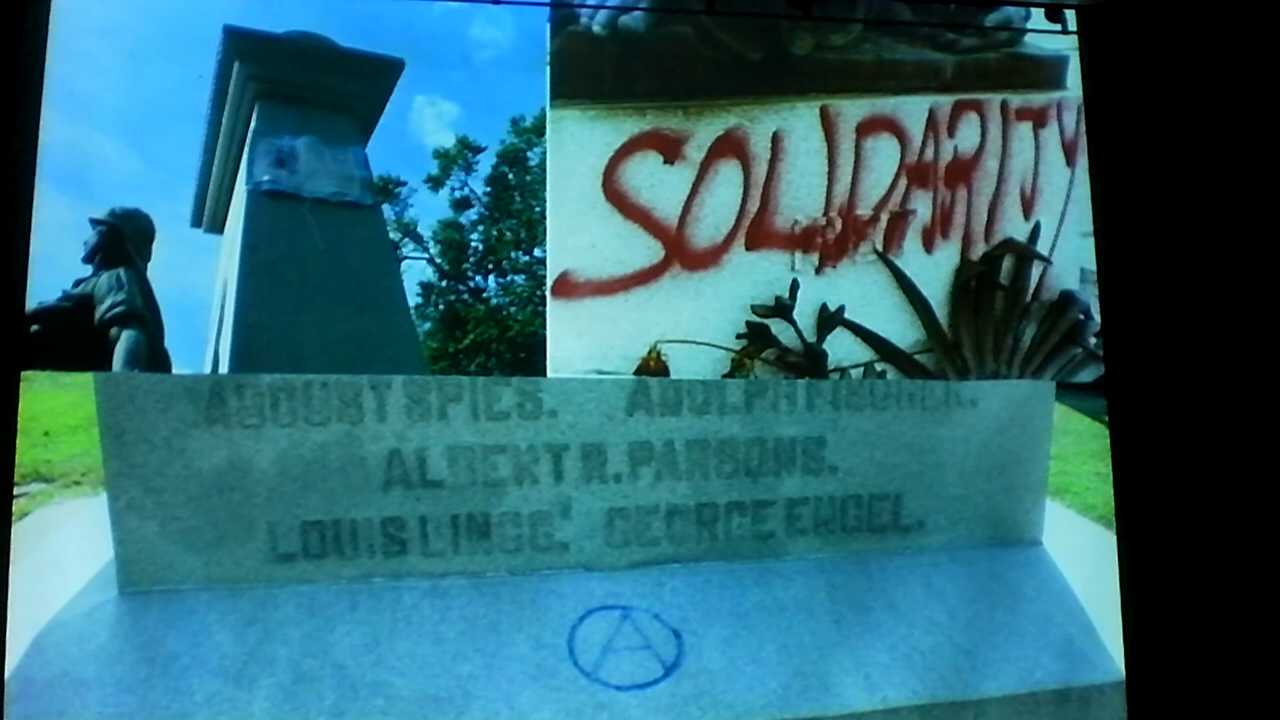 SOLIDARITY
AUGUST SPIES. ADOLPH FISCHER.
ALBERT R. PARSONS.
LOUIS LINGG. GEORGE ENGEL.
A